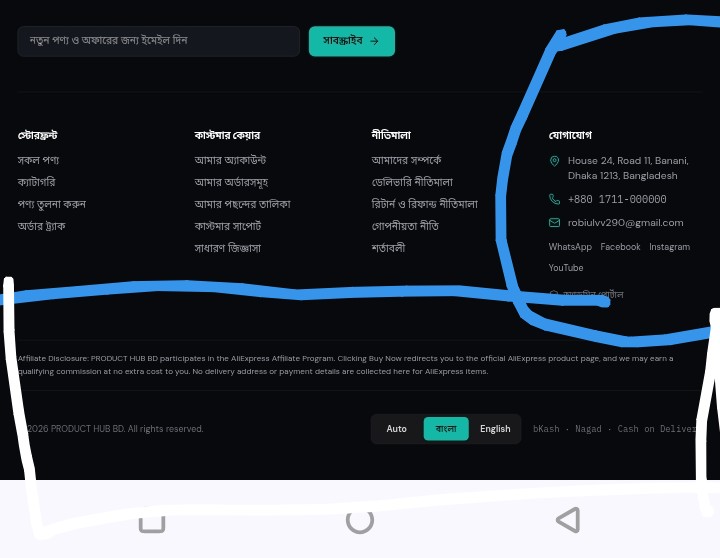 নতুন পণ্য ও অফারের জন্য ইমেইল দিন
সাবস্ক্রাইব →
স্টোরফ্রন্ট
সকল পণ্য
ক্যাটাগরি
পণ্য তুলনা করুন
অর্ডার ট্র্যাক
কাস্টমার কেয়ার
আমার অ্যাকাউন্ট
আমার অর্ডারসমূহ
আমার পছন্দের তালিকা
কাস্টমার সাপোর্ট
সাধারণ জিজ্ঞাসা
নীতিমালা
আমাদের সম্পর্কে
ডেলিভারি নীতিমালা
রিটার্ন ও রিফান্ড নীতিমালা
গোপনীয়তা নীতি
শর্তাবলী
যোগাযোগ
House 24, Road 11, Banani,
Dhaka 1213, Bangladesh
+880 1711-000000
robiulvv290@gmail.com
WhatsApp Facebook Instagram
YouTube
Affiliate Disclosure: PRODUCT HUB BD participates in the AliExpress Affiliate Program. Clicking Buy Now redirects you to the official AliExpress product page, and we may earn a
qualifying commission at no extra cost to you. No delivery address or payment details are collected here for AliExpress items.
2026 PRODUCT HUB BD. All rights reserved.
Auto বাংলা English
bKash · Nagad · Cash on Deliver